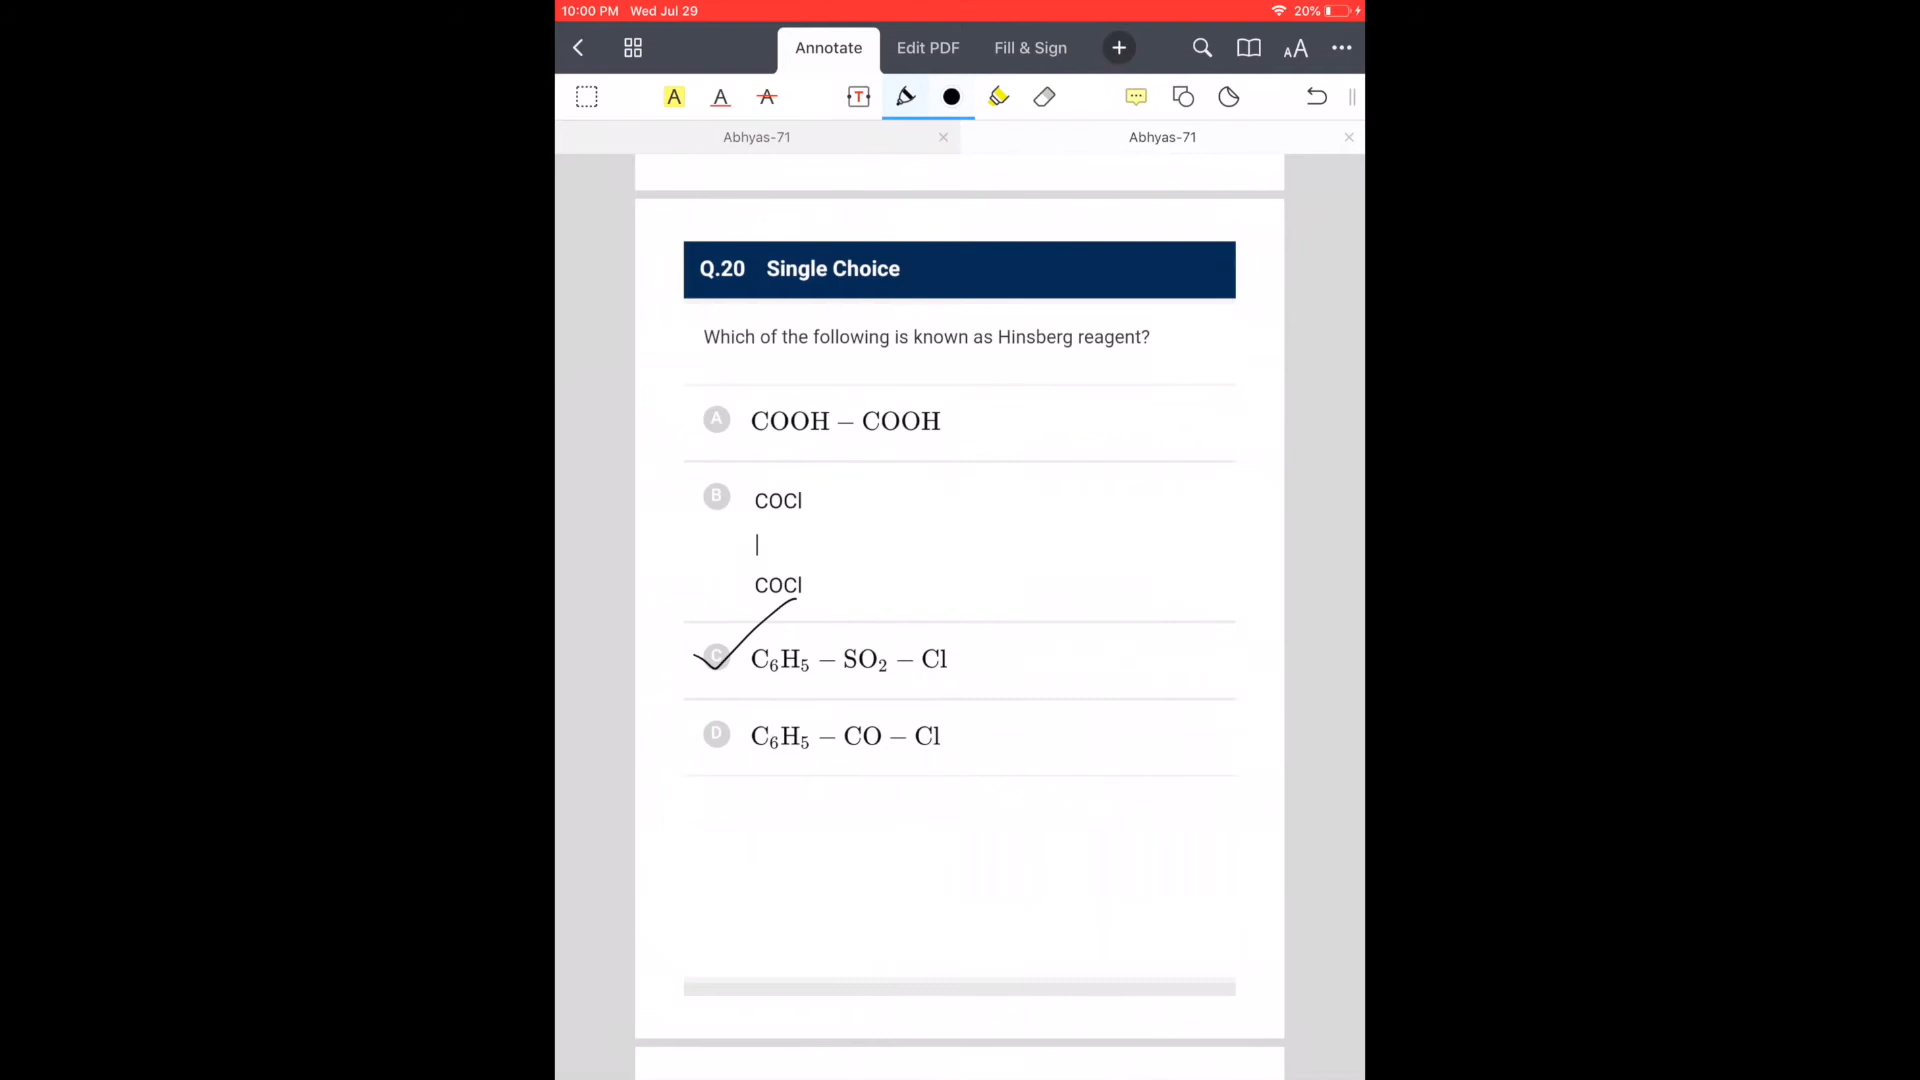 10:00 PM Wed Jul 29 20%
Annotate Edit PDF Fill & Sign
A A A T AA
Abhyas-71 Abhyas-71
Q.20 Single Choice
Which of the following is known as Hinsberg reagent?
A COOH – COOH
B COCl
|
COCl
C C₆H₅ – SO₂ – Cl
D C₆H₅ – CO – Cl